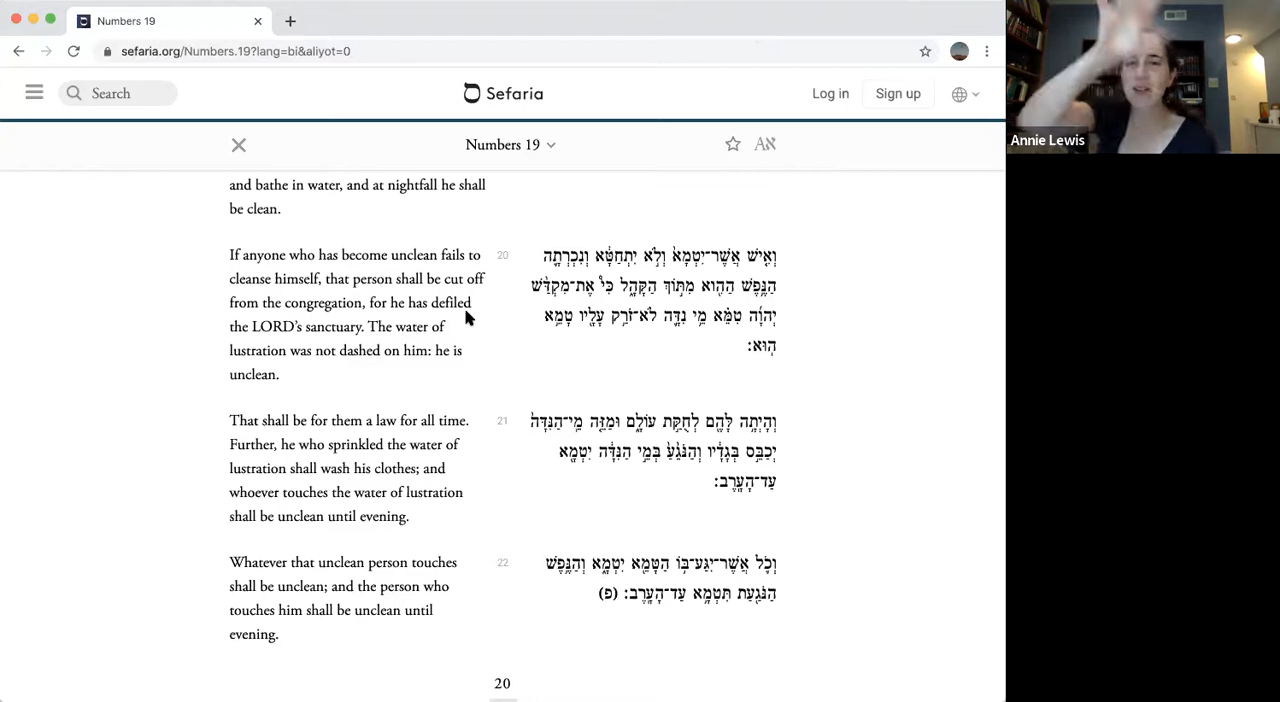 Numbers 19
sefaria.org/Numbers.19?lang=bi&aliyot=0
Search
Sefaria
Log in
Sign up
Numbers 19
and bathe in water, and at nightfall he shall
be clean.
If anyone who has become unclean fails to
cleanse himself, that person shall be cut off
from the congregation, for he has defiled
the LORD’s sanctuary. The water of
lustration was not dashed on him: he is
unclean.
20
וְאִ֤ישׁ אֲשֶׁר־יִטְמָא֙ וְלֹ֣א יִתְחַטָּ֔א וְנִכְרְתָ֛ה
הַנֶּ֥פֶשׁ הַהִ֖וא מִתּ֣וֹךְ הַקָּהָ֑ל כִּי֩ אֶת־מִקְדַּ֨שׁ
יְהוָ֜ה טִמֵּ֗א מֵ֥י נִדָּ֛ה לֹא־זֹרַ֥ק עָלָ֖יו טָמֵ֥א
הֽוּא׃
That shall be for them a law for all time.
Further, he who sprinkled the water of
lustration shall wash his clothes; and
whoever touches the water of lustration
shall be unclean until evening.
21
וְהָיְתָ֥ה לָּהֶ֖ם לְחֻקַּ֣ת עוֹלָ֑ם וּמַזֵּ֤ה מֵֽי־הַנִּדָּה֙
יְכַבֵּ֣ס בְּגָדָ֔יו וְהַנֹּגֵ֙עַ֙ בְּמֵ֣י הַנִּדָּ֔ה יִטְמָ֖א
עַד־הָעָֽרֶב׃
Whatever that unclean person touches
shall be unclean; and the person who
touches him shall be unclean until
evening.
22
וְכֹ֛ל אֲשֶׁר־יִגַּע־בּ֥וֹ הַטָּמֵ֖א יִטְמָ֑א וְהַנֶּ֥פֶשׁ
הַנֹּגַ֖עַת תִּטְמָ֥א עַד־הָעָֽרֶב׃ (פ)
20
Annie Lewis